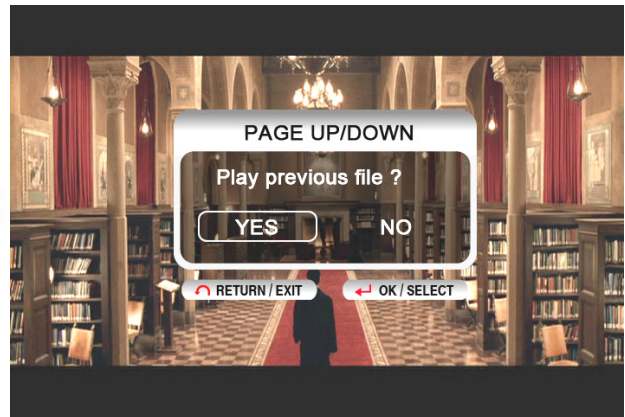 PAGE UP/DOWN
Play previous file ?
YES NO
RETURN / EXIT OK / SELECT